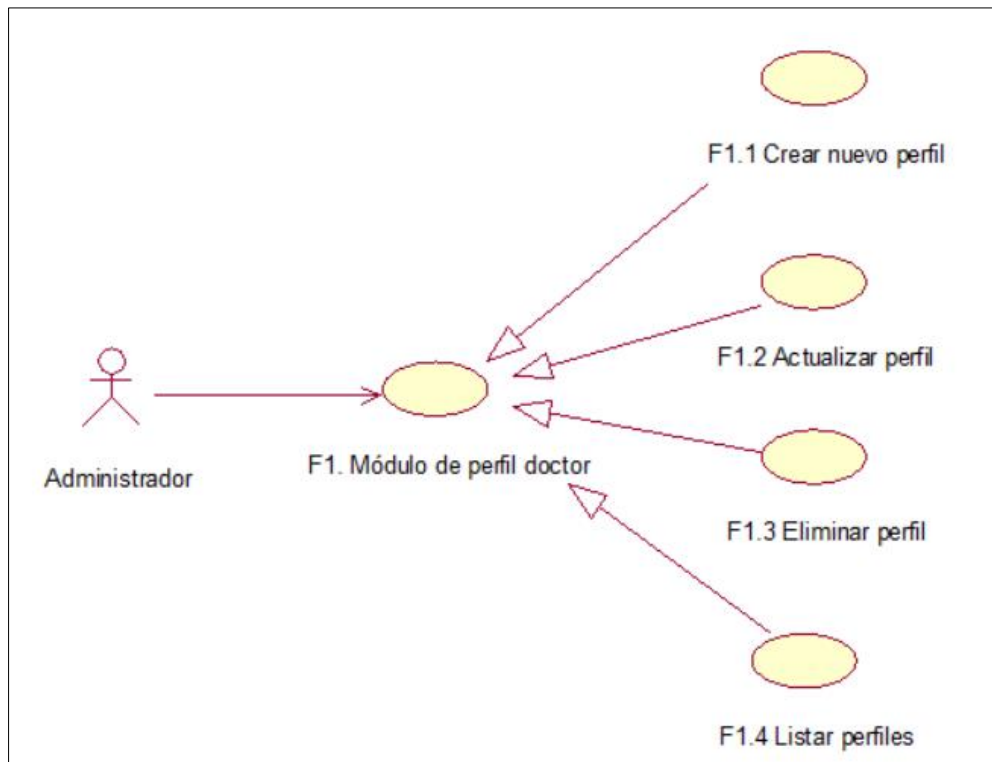 F1.1 Crear nuevo perfil
F1.2 Actualizar perfil
Administrador
F1. Módulo de perfil doctor
F1.3 Eliminar perfil
F1.4 Listar perfiles